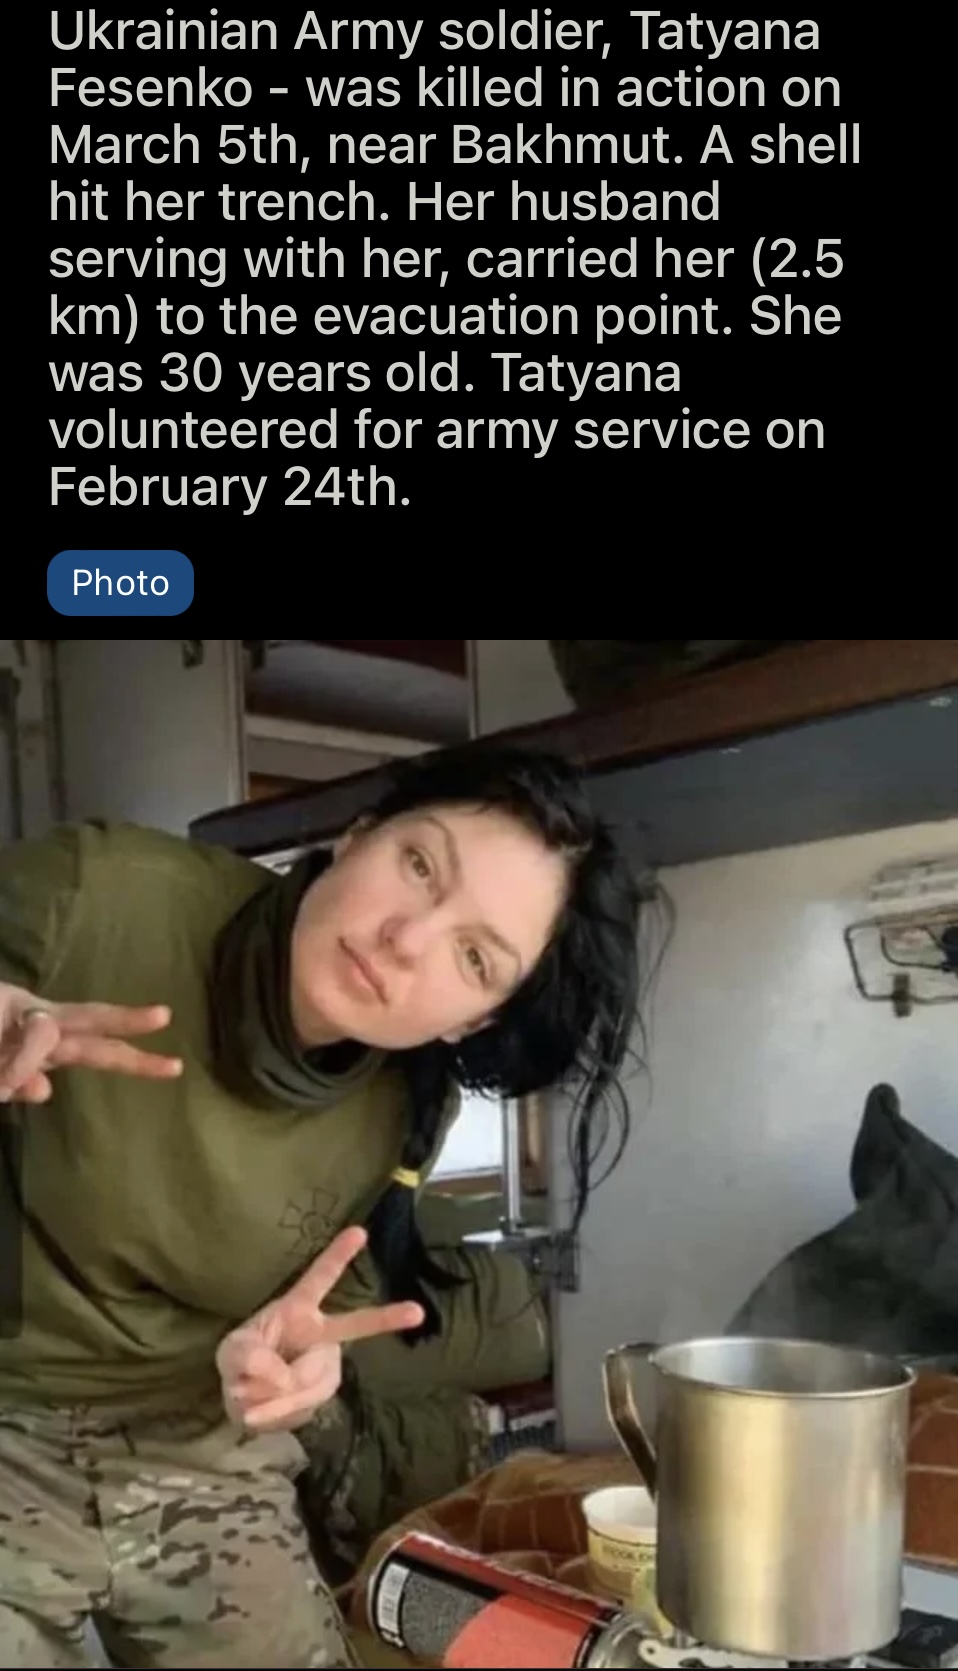 Ukrainian Army soldier, Tatyana
Fesenko - was killed in action on
March 5th, near Bakhmut. A shell
hit her trench. Her husband
serving with her, carried her (2.5
km) to the evacuation point. She
was 30 years old. Tatyana
volunteered for army service on
February 24th.
Photo